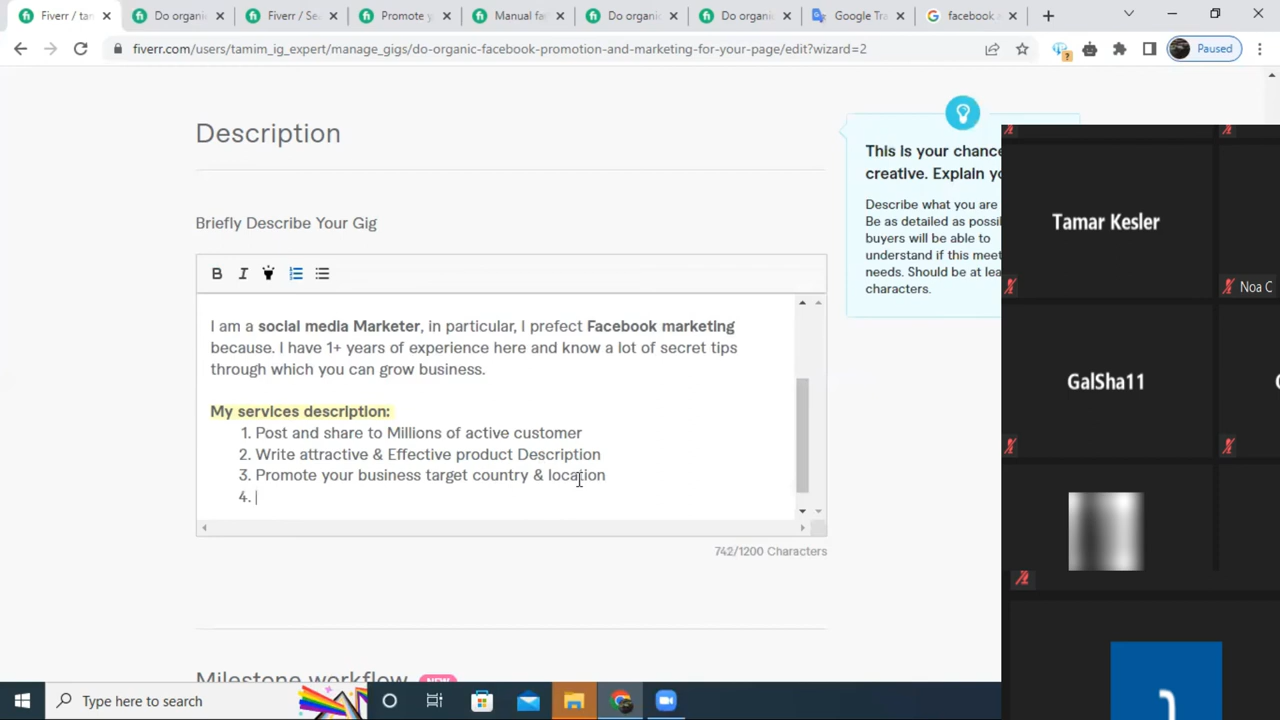 Fiverr / tar
Do organic
Fiverr / Se
Promote y
Manual fa
Do organic
Do organic
Google Tra
facebook
fiverr.com/users/tamim_ig_expert/manage_gigs/do-organic-facebook-promotion-and-marketing-for-your-page/edit?wizard=2
Paused
Description
Briefly Describe Your Gig
B I
I am a social media Marketer, in particular, I prefect Facebook marketing
because. I have 1+ years of experience here and know a lot of secret tips
through which you can grow business.
My services description:
1. Post and share to Millions of active customer
2. Write attractive & Effective product Description
3. Promote your business target country & location
4.
742/1200 Characters
Milestone workflow NEW
This is your chance
creative. Explain yo
Describe what you are
Be as detailed as possi
buyers will be able to
understand if this meet
needs. Should be at lea
characters.
Tamar Kesler
Noa C
GalSha11
Type here to search